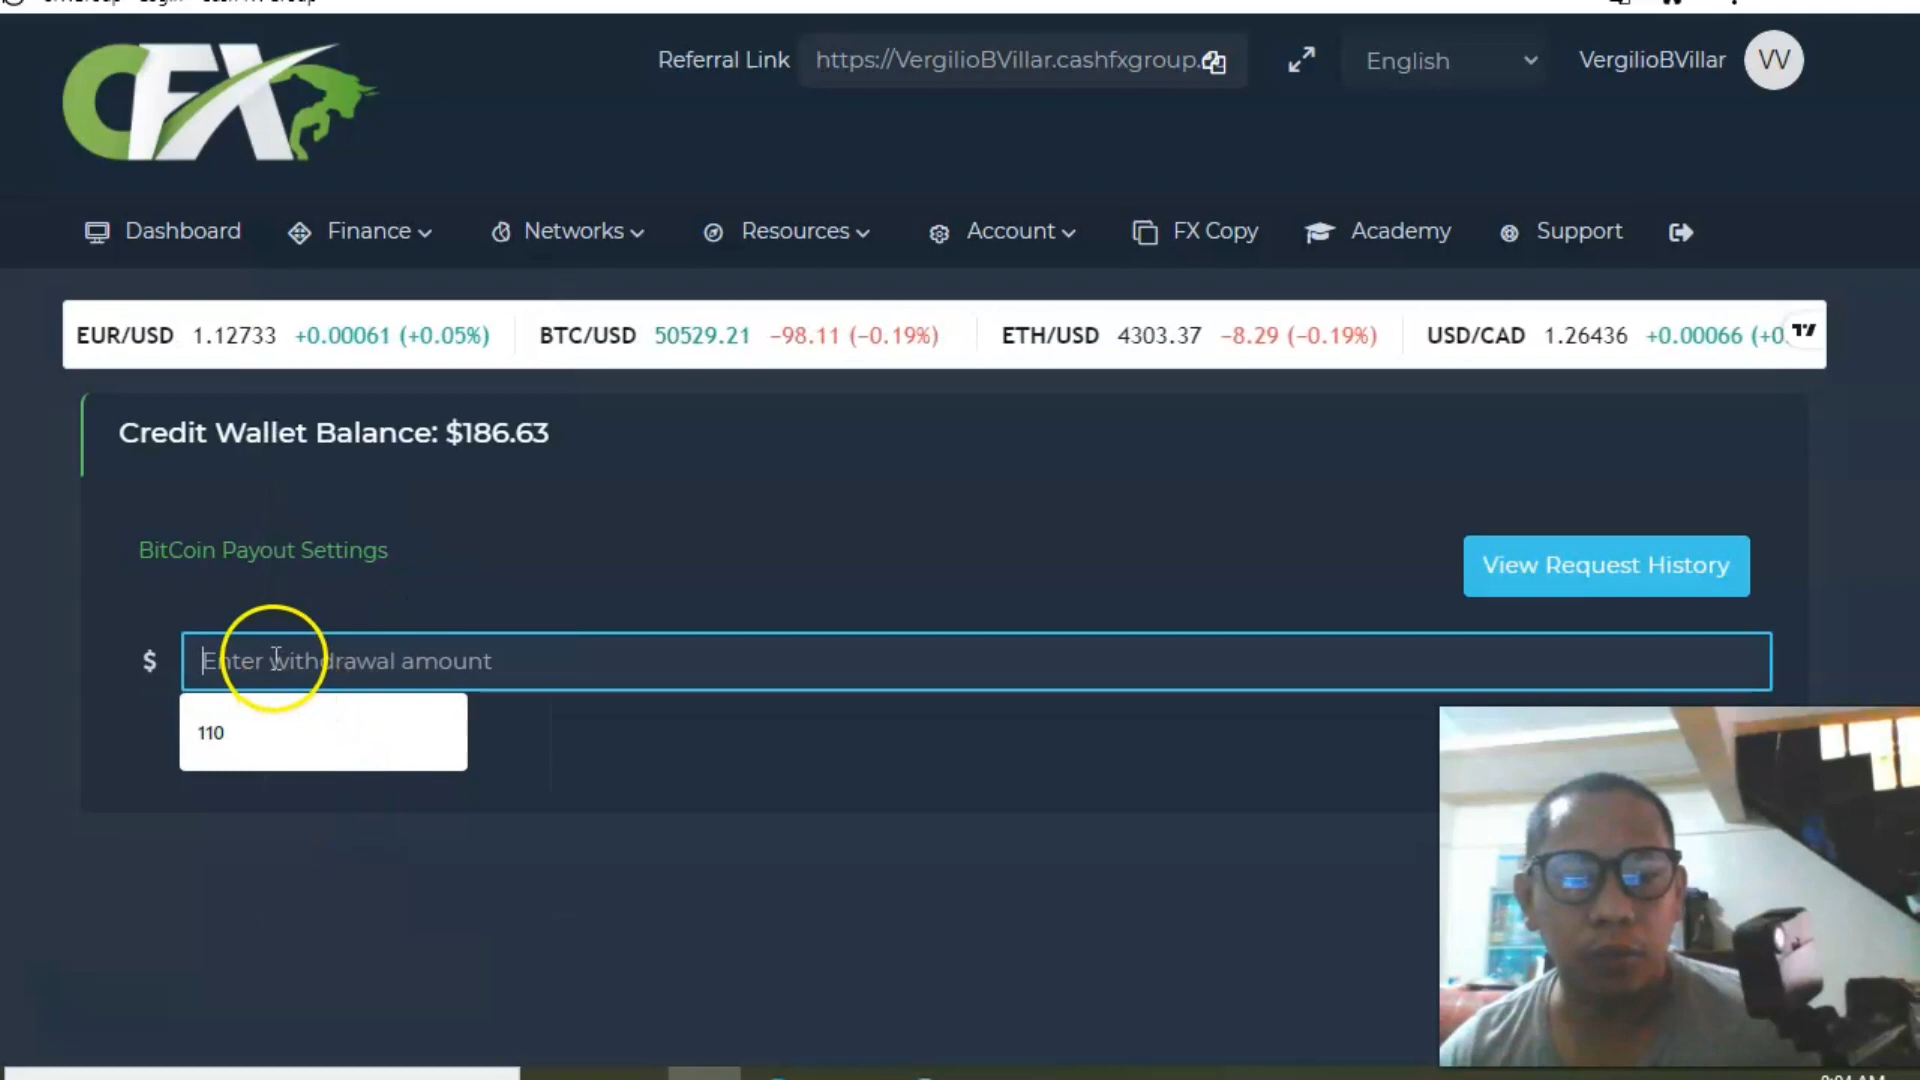 CFX
Referral Link https://VergilioBVillar.cashfxgroup. English VergilioBVillar VV
Dashboard Finance Networks Resources Account FX Copy Academy Support
EUR/USD 1.12733 +0.00061 (+0.05%) BTC/USD 50529.21 −98.11 (−0.19%) ETH/USD 4303.37 −8.29 (−0.19%) USD/CAD 1.26436 +0.00066 (+0.
Credit Wallet Balance: $186.63
BitCoin Payout Settings
View Request History
$ Enter withdrawal amount
110